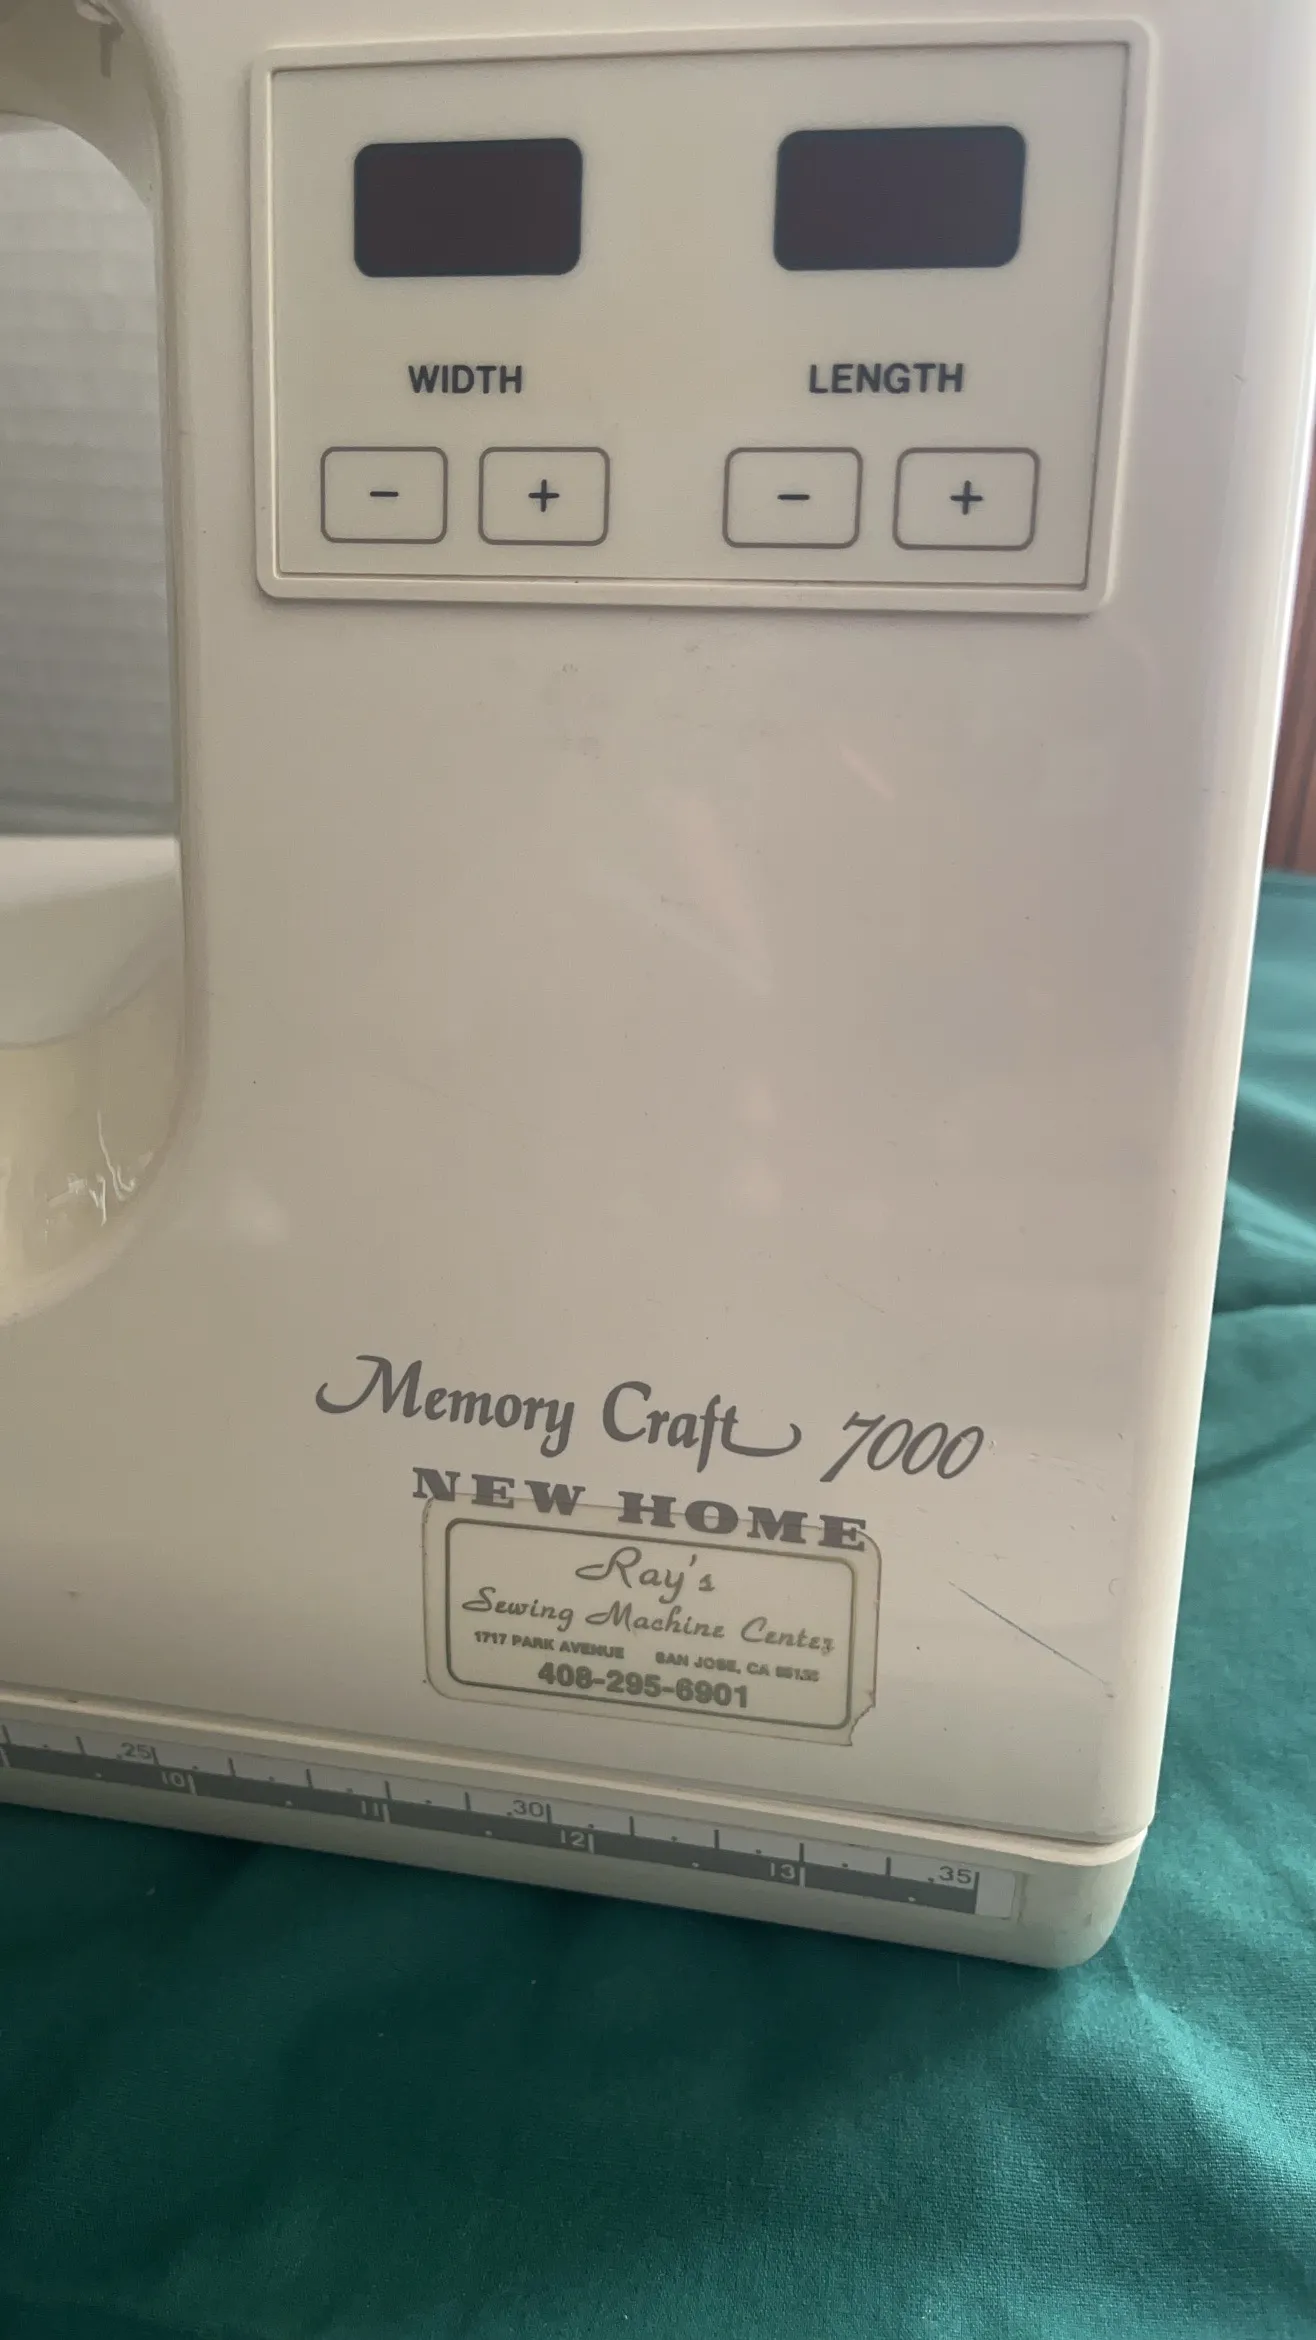 WIDTH LENGTH
- + - +
Memory Craft 7000
NEW HOME
Ray's
Sewing Machine Center
1717 PARK AVENUE SAN JOSE, CA
408-295-6901
25 30 35
10 11 12 13